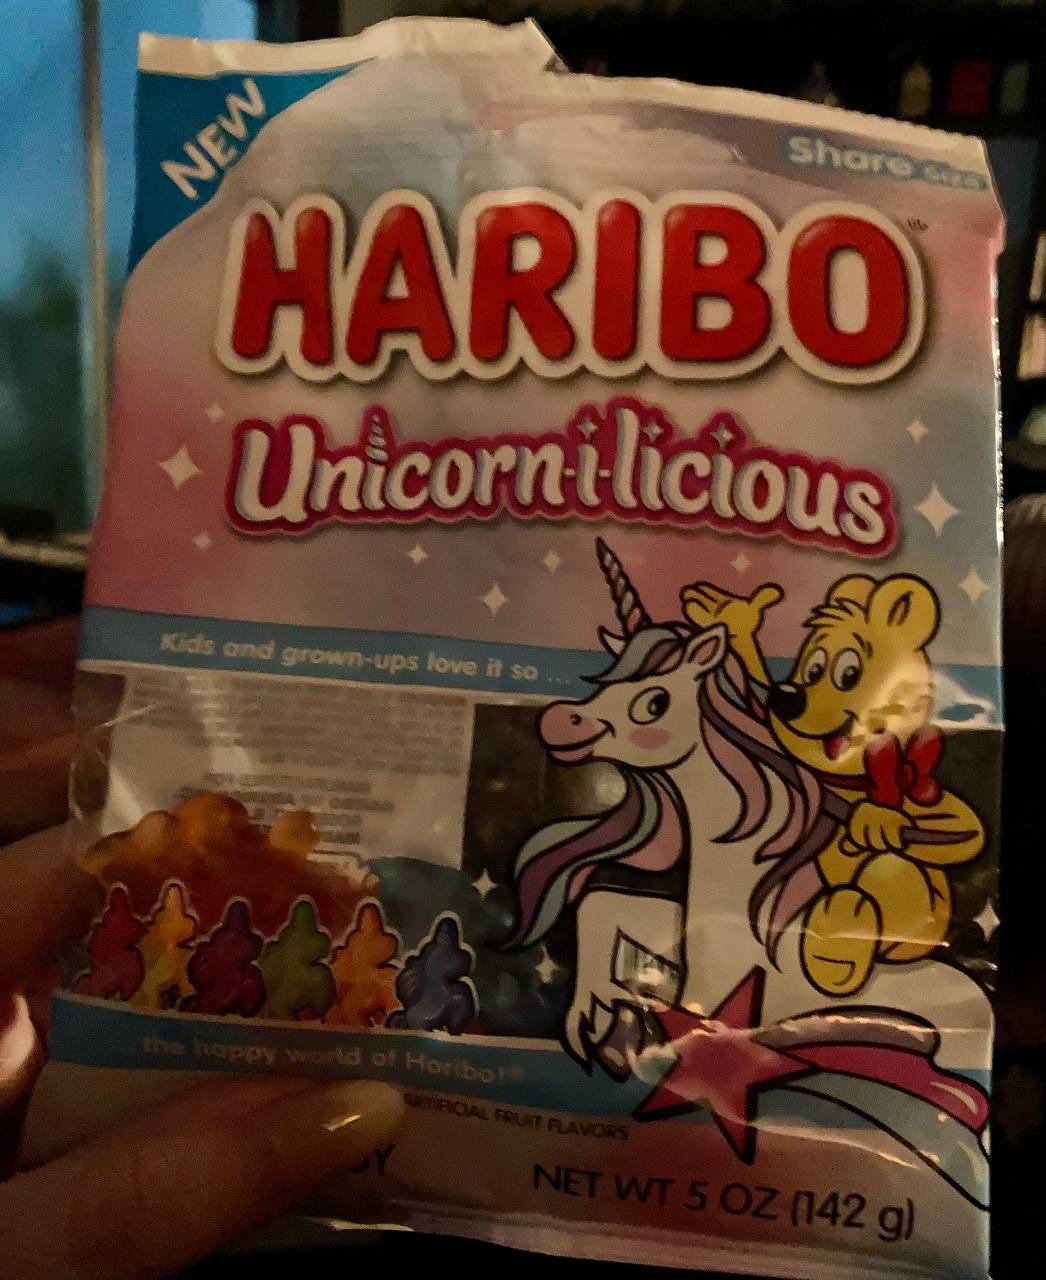 NEW
Share size
HARIBO
Unicorn-i-licious
Kids and grown-ups love it so ...
... the happy world of Haribo!®
ARTIFICIAL FRUIT FLAVORS
NET WT 5 OZ (142 g)